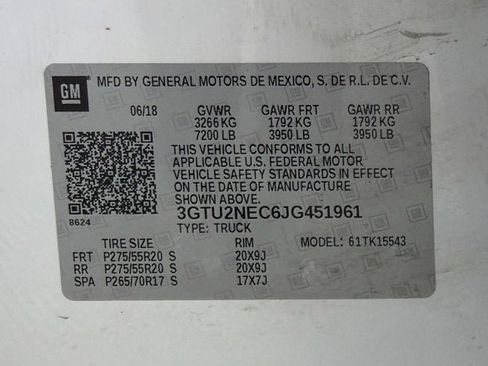 GM
MFD BY GENERAL MOTORS DE MEXICO, S. DE R.L. DE C.V.
06/18 GVWR GAWR FRT GAWR RR
3266 KG 1792 KG 1792 KG
7200 LB 3950 LB 3950 LB
THIS VEHICLE CONFORMS TO ALL
APPLICABLE U.S. FEDERAL MOTOR
VEHICLE SAFETY STANDARDS IN EFFECT
ON THE DATE OF MANUFACTURE SHOWN ABOVE.
8624 3GTU2NEC6JG451961
TYPE: TRUCK
TIRE SIZE RIM MODEL: 61TK15543
FRT P275/55R20 S 20X9J
RR P275/55R20 S 20X9J
SPA P265/70R17 S 17X7J